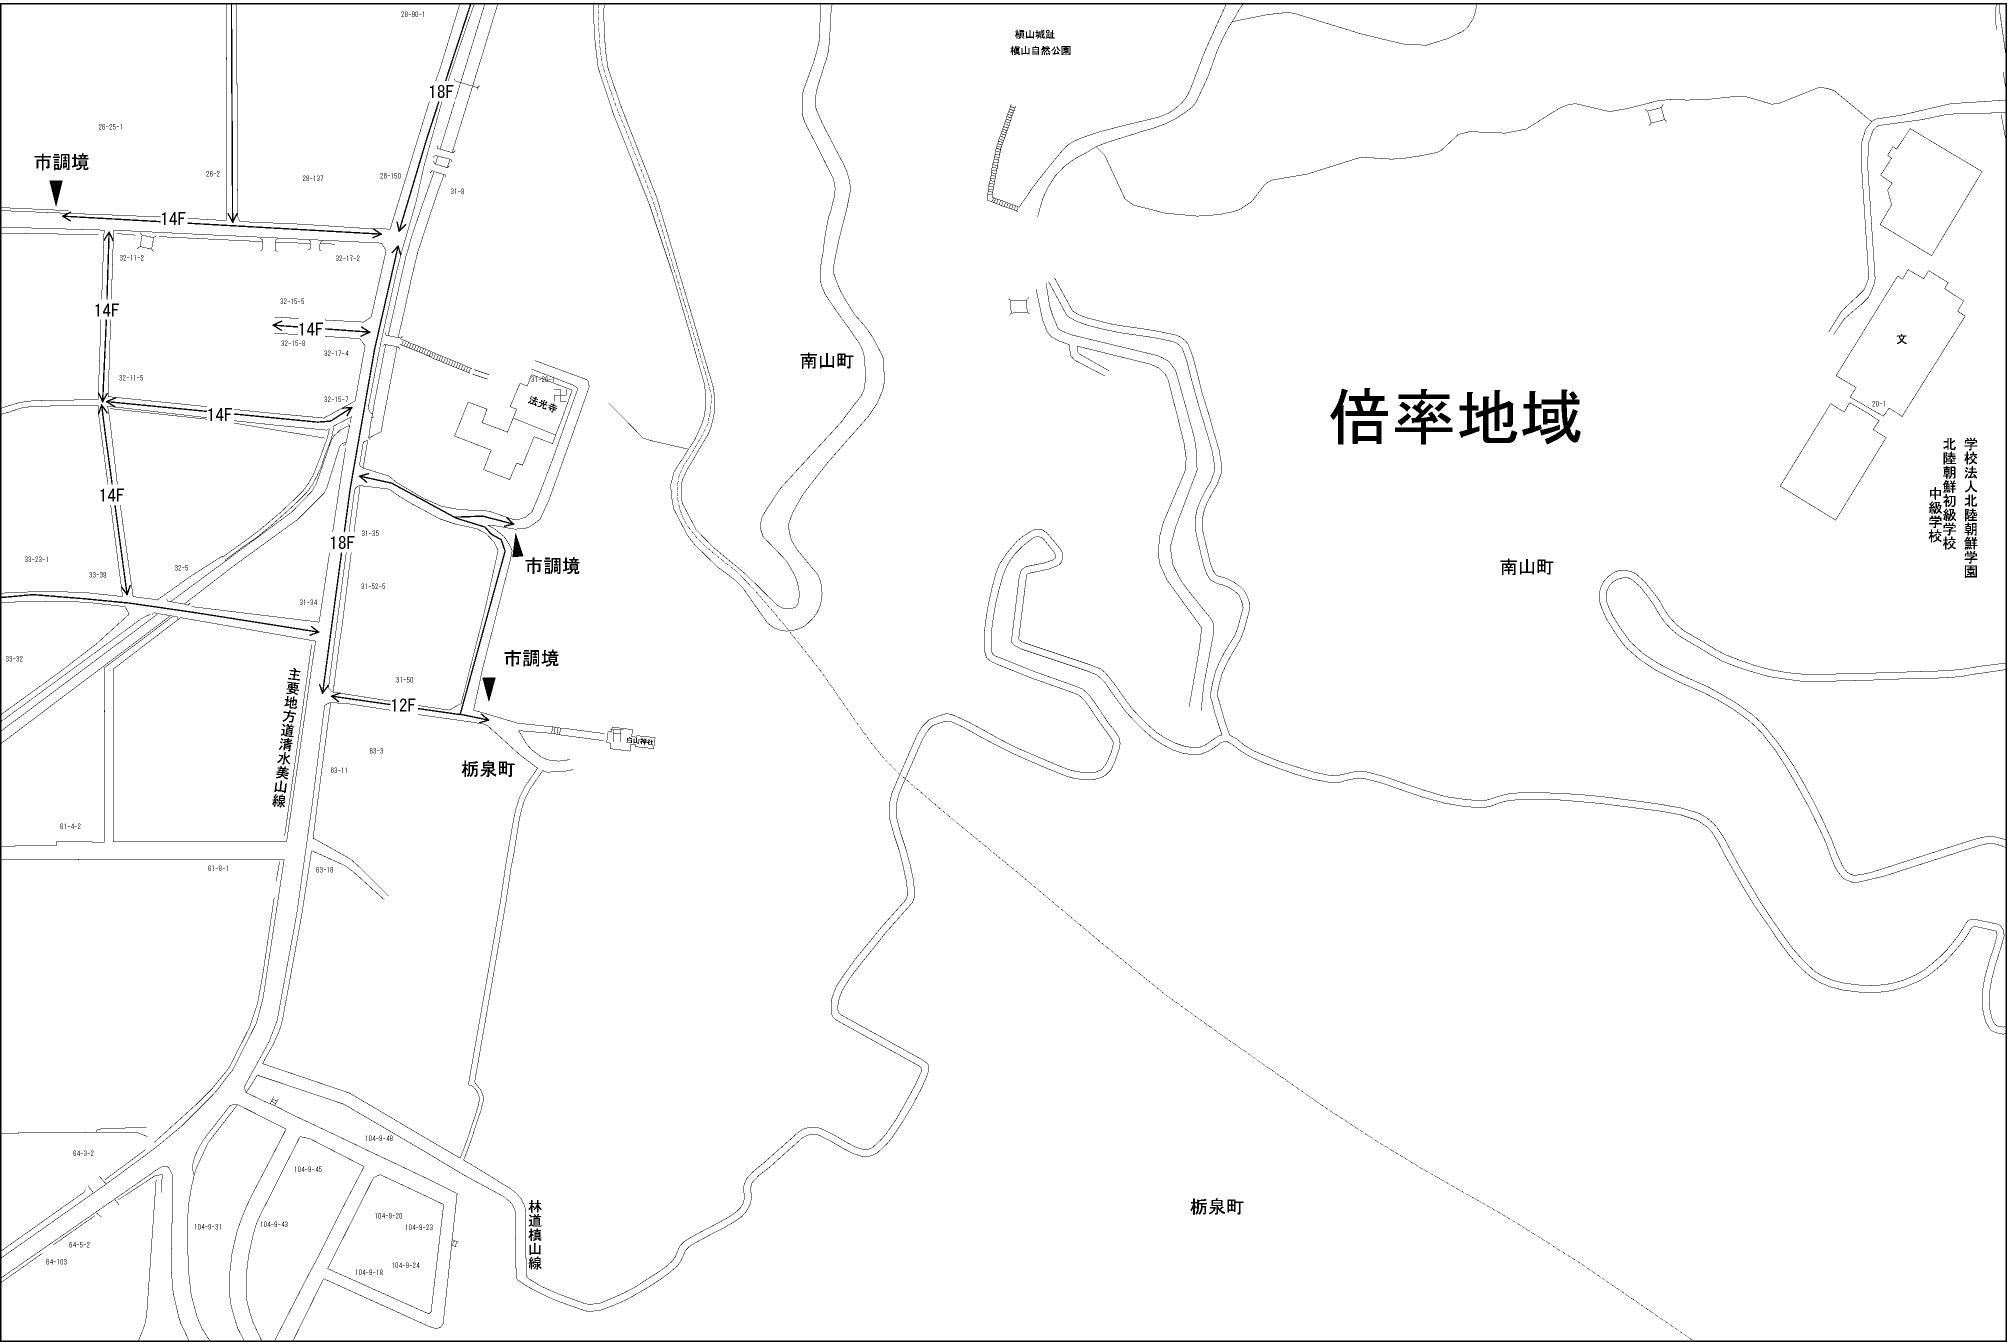 28-90-1
槇山城趾
槇山自然公園
18F
26-25-1
市調境
26-2
28-137
28-150
31-8
14F
32-11-2
32-17-2
14F
32-15-5
14F
32-15-8
32-17-4
南山町
文
32-11-5
31-26-1
法光寺
32-15-7
14F
倍率地域
20-1
学校法人北陸朝鮮学園
北陸朝鮮初級学校
中級学校
14F
31-35
18F
33-23-1
33-39
32-5
市調境
南山町
31-52-5
31-34
33-32
市調境
31-50
12F
主要地方道清水美山線
白山神社
63-3
63-11
栃泉町
61-4-2
61-8-1
63-18
104-9-48
64-3-2
104-9-45
林道槙山線
栃泉町
104-9-31
104-9-43
104-9-20
104-9-23
64-5-2
64-103
104-9-18
104-9-24